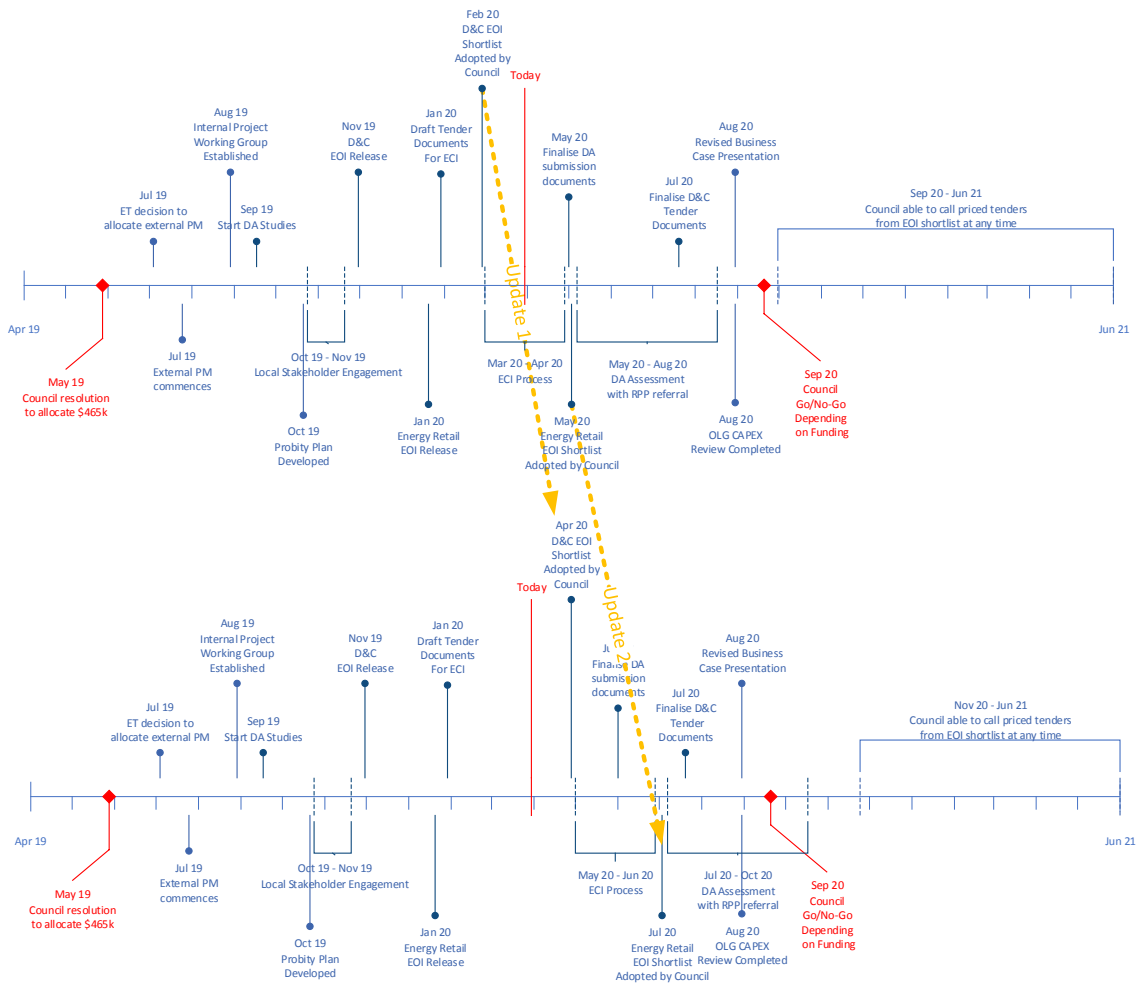 Feb 20
D&C EOI
Shortlist
Adopted by
Council
Today
Aug 19
Internal Project
Working Group
Established
Nov 19
D&C
EOI Release
Jan 20
Draft Tender
Documents
For ECI
May 20
Finalise DA
submission
documents
Aug 20
Revised Business
Case Presentation
Jul 19
ET decision to
allocate external PM
Sep 19
Start DA Studies
Jul 20
Finalise D&C
Tender
Documents
Sep 20 - Jun 21
Council able to call priced tenders
from EOI shortlist at any time
Update 1
Apr 19
Jun 21
May 19
Council resolution
to allocate $465k
Jul 19
External PM
commences
Oct 19 - Nov 19
Local Stakeholder Engagement
Oct 19
Probity Plan
Developed
Jan 20
Energy Retail
EOI Release
Mar 20 - Apr 20
ECI Process
May 20
Energy Retail
EOI Shortlist
Adopted by Council
May 20 - Aug 20
DA Assessment
with RPP referral
Aug 20
OLG CAPEX
Review Completed
Sep 20
Council
Go/No-Go
Depending
on Funding
Apr 20
D&C EOI
Shortlist
Adopted by
Council
Today
Update 2
Aug 19
Internal Project
Working Group
Established
Nov 19
D&C
EOI Release
Jan 20
Draft Tender
Documents
For ECI
Finalise DA
submission
documents
Aug 20
Revised Business
Case Presentation
Jul 19
ET decision to
allocate external PM
Sep 19
Start DA Studies
Jul 20
Finalise D&C
Tender
Documents
Nov 20 - Jun 21
Council able to call priced tenders
from EOI shortlist at any time
Apr 19
Jun 21
May 19
Council resolution
to allocate $465k
Jul 19
External PM
commences
Oct 19 - Nov 19
Local Stakeholder Engagement
Oct 19
Probity Plan
Developed
Jan 20
Energy Retail
EOI Release
May 20 - Jun 20
ECI Process
Jul 20
Energy Retail
EOI Shortlist
Adopted by Council
Jul 20 - Oct 20
DA Assessment
with RPP referral
Aug 20
OLG CAPEX
Review Completed
Sep 20
Council
Go/No-Go
Depending
on Funding